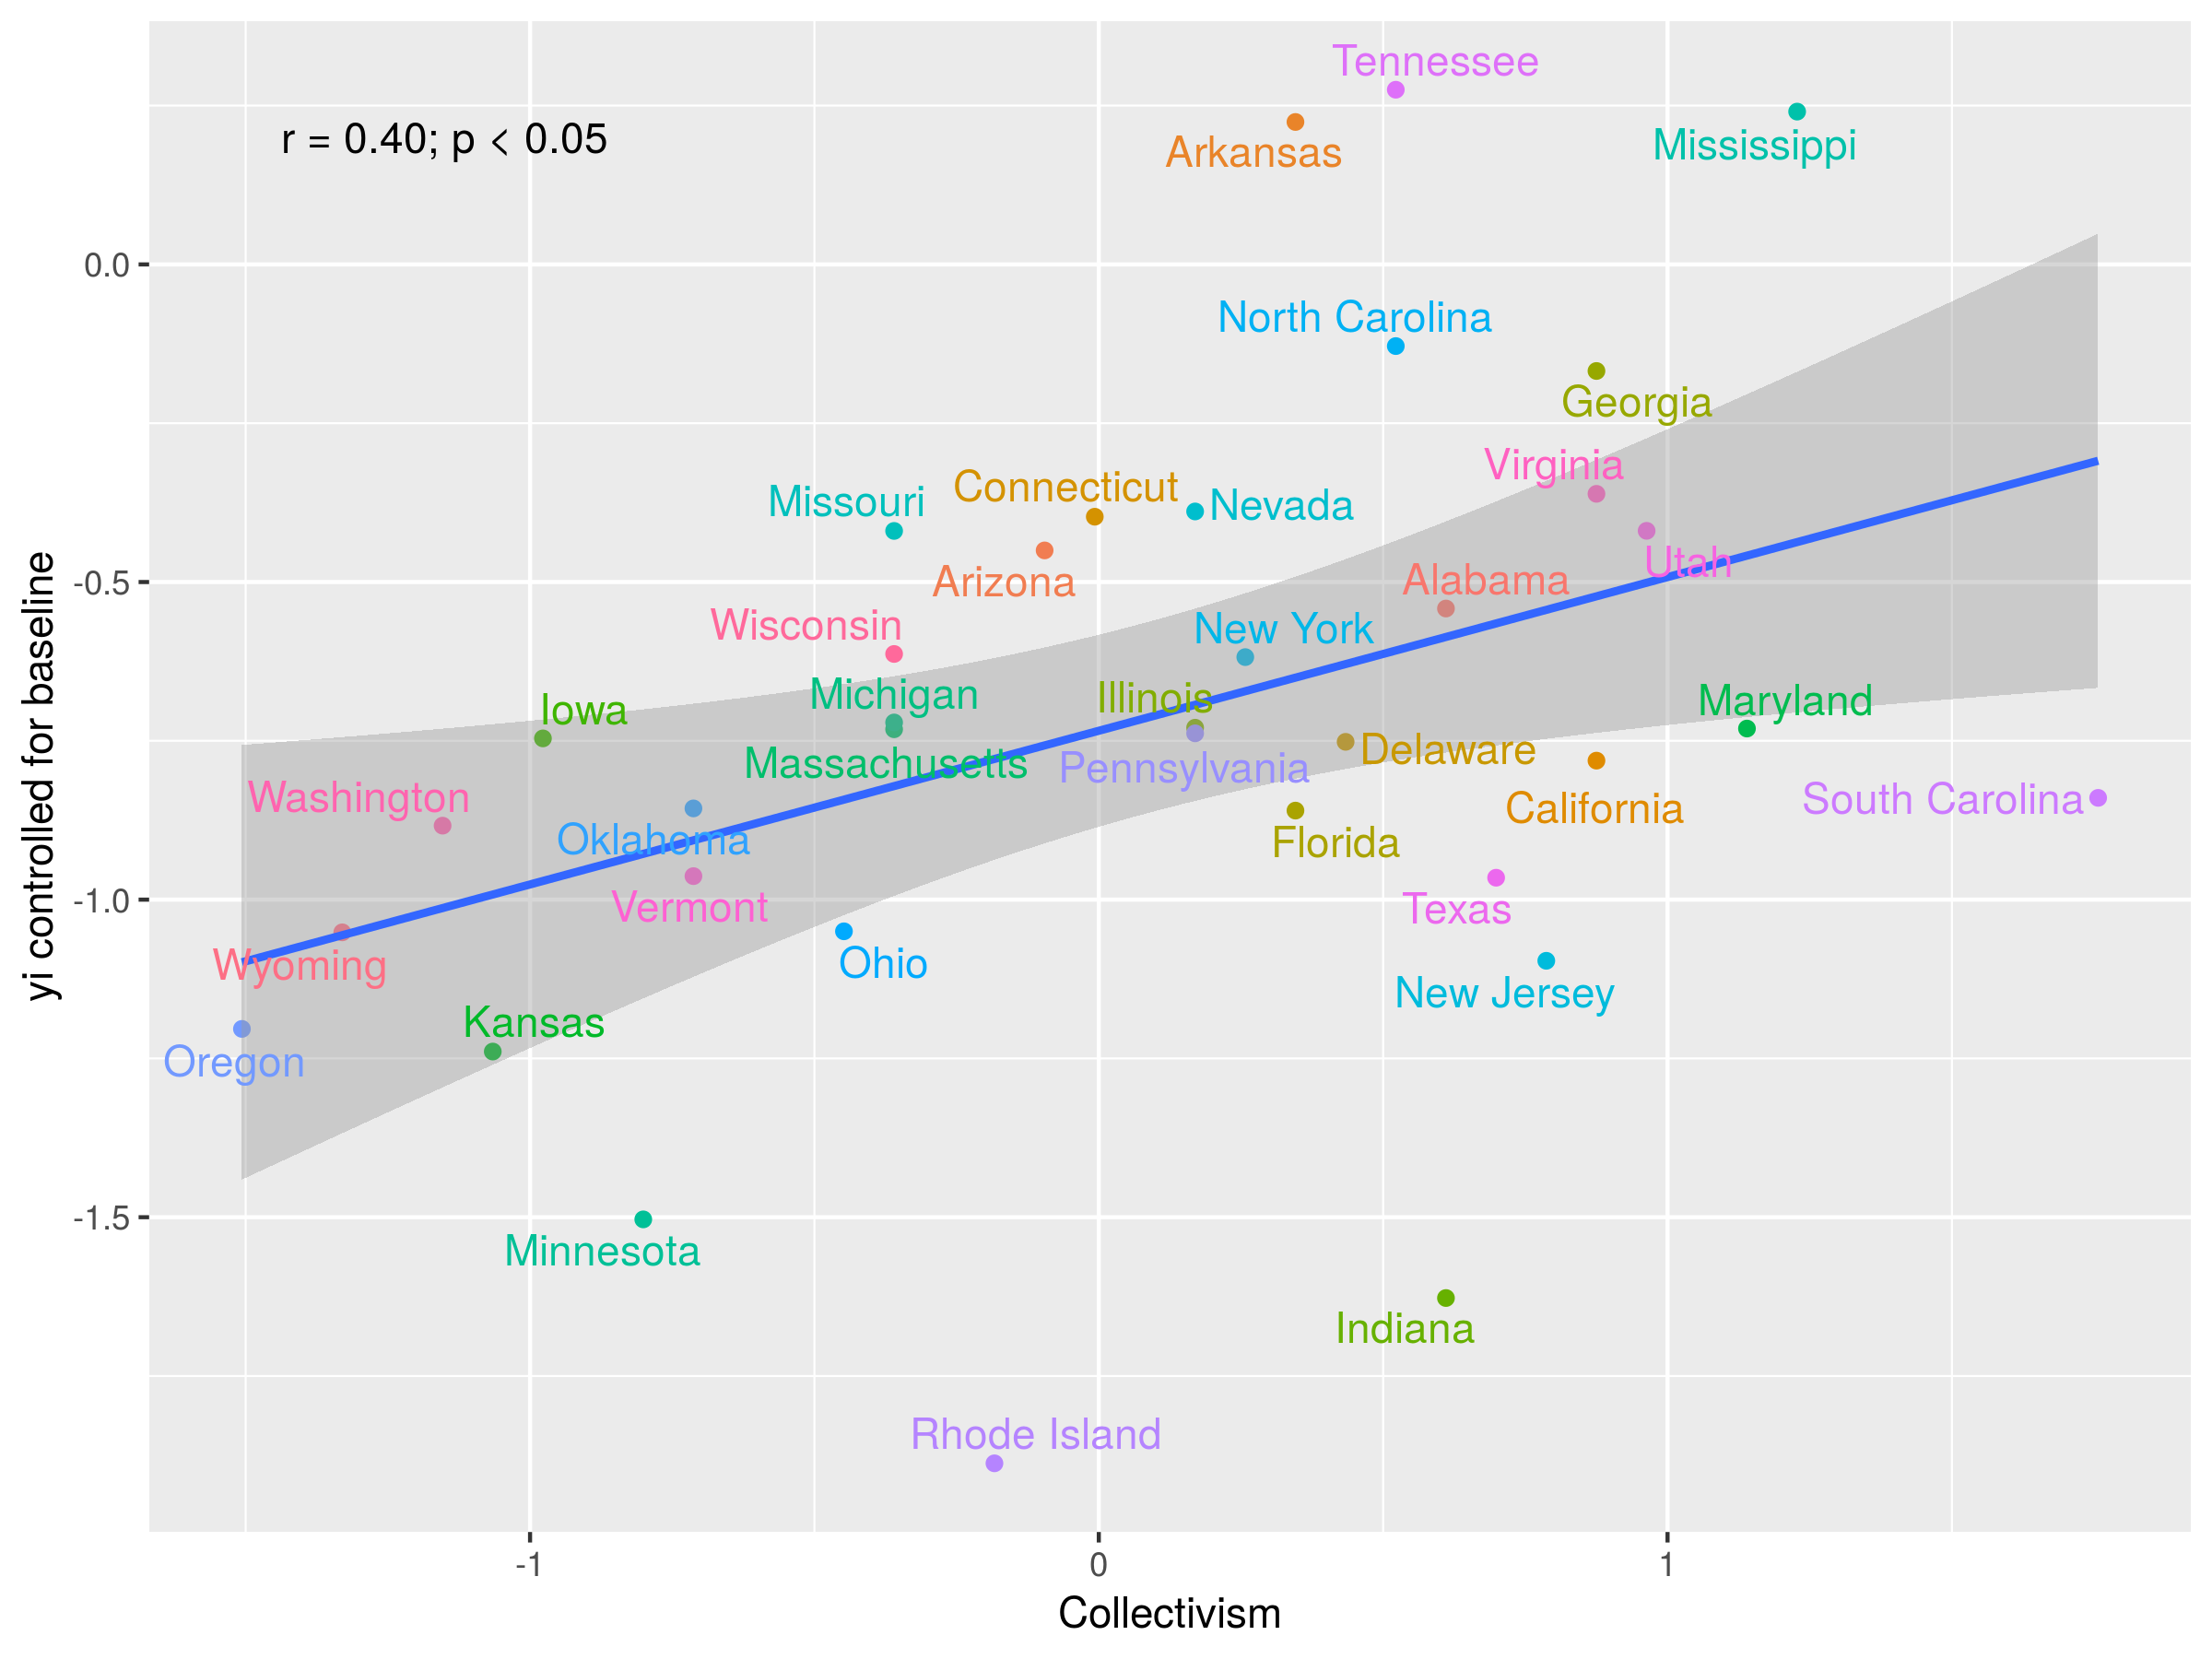 Tennessee
Mississippi
r = 0.40; p < 0.05
Arkansas
0.0
North Carolina
Georgia
Virginia
Connecticut
Missouri
Nevada
Utah
-0.5
Arizona
Alabama
Wisconsin
New York
Michigan
Illinois
Maryland
Iowa
Delaware
Massachusetts
Pennsylvania
Washington
South Carolina
California
Oklahoma
Florida
-1.0
Vermont
Texas
Wyoming
Ohio
New Jersey
Kansas
Oregon
-1.5
Minnesota
Indiana
Rhode Island
yi controlled for baseline
-1
0
1
Collectivism